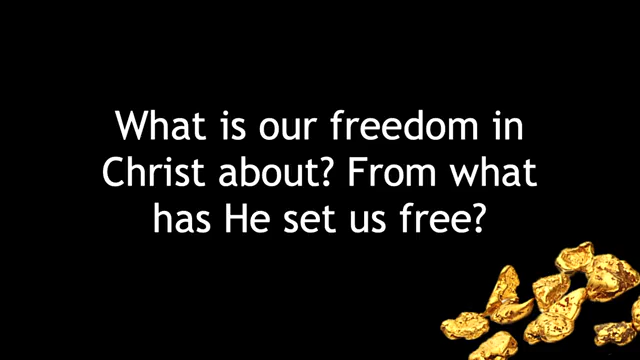 What is our freedom in
Christ about? From what
has He set us free?